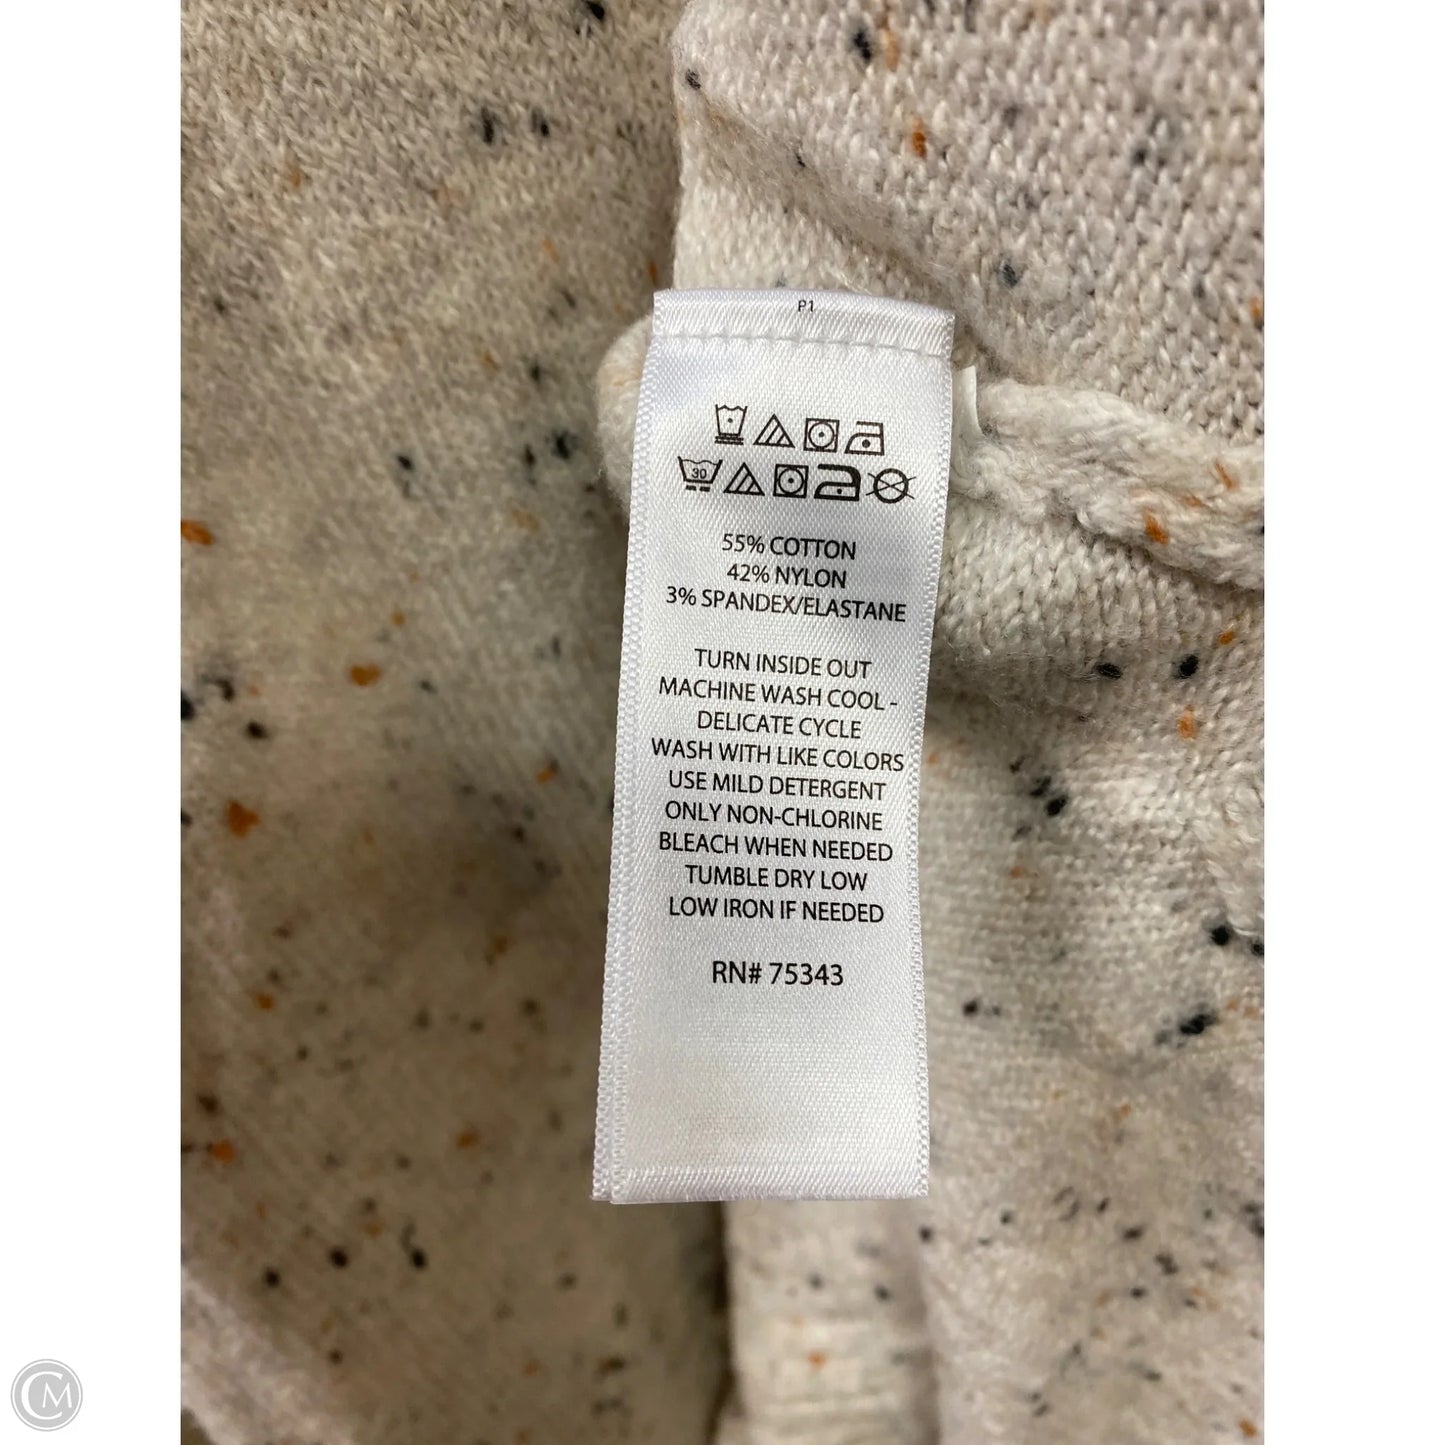 P1
30
55% COTTON
42% NYLON
3% SPANDEX/ELASTANE
TURN INSIDE OUT
MACHINE WASH COOL -
DELICATE CYCLE
WASH WITH LIKE COLORS
USE MILD DETERGENT
ONLY NON-CHLORINE
BLEACH WHEN NEEDED
TUMBLE DRY LOW
LOW IRON IF NEEDED
RN# 75343
CM